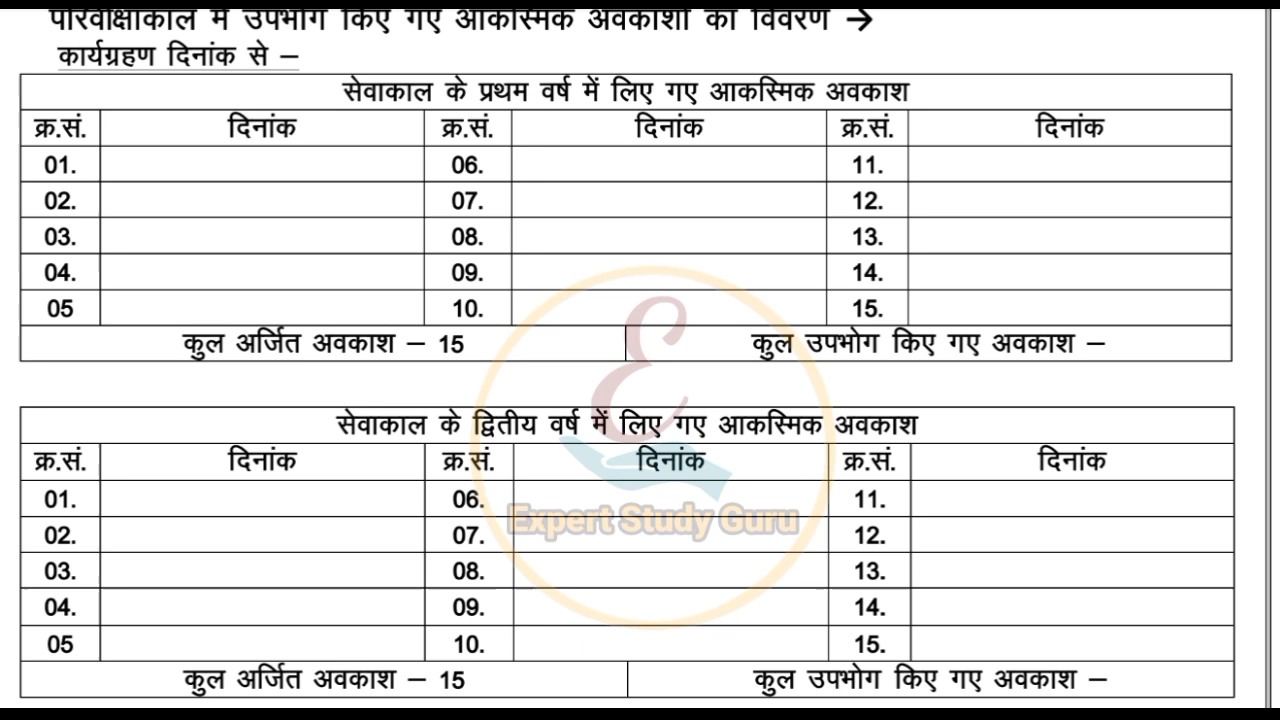 परिवीक्षाकाल में उपभोग किए गए आकस्मिक अवकाशों का विवरण →
कार्यग्रहण दिनांक से –
सेवाकाल के प्रथम वर्ष में लिए गए आकस्मिक अवकाश
क्र.सं. दिनांक क्र.सं. दिनांक क्र.सं. दिनांक
01. 06. 11.
02. 07. 12.
03. 08. 13.
04. 09. 14.
05 10. 15.
कुल अर्जित अवकाश – 15 कुल उपभोग किए गए अवकाश –
सेवाकाल के द्वितीय वर्ष में लिए गए आकस्मिक अवकाश
क्र.सं. दिनांक क्र.सं. दिनांक क्र.सं. दिनांक
01. 06. 11.
02. 07. 12.
03. 08. 13.
04. 09. 14.
05 10. 15.
कुल अर्जित अवकाश – 15 कुल उपभोग किए गए अवकाश –
E
Expert Study Guru